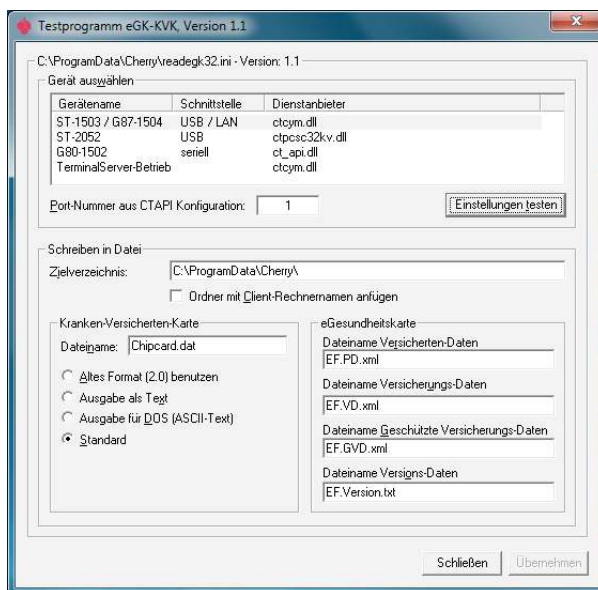 Testprogramm eGK-KVK, Version 1.1
C:\ProgramData\Cherry\readegk32.ini - Version: 1.1
Gerät auswählen
Gerätename Schnittstelle Dienstanbieter
ST-1503 / G87-1504 USB / LAN ctcym.dll
ST-2052 USB ctpcsc32kv.dll
G80-1502 seriell ct_api.dll
TerminalServer-Betrieb ctcym.dll
Port-Nummer aus CTAPI Konfiguration: 1 Einstellungen testen
Schreiben in Datei
Zielverzeichnis: C:\ProgramData\Cherry\
Ordner mit Client-Rechnernamen anfügen
Kranken-Versicherten-Karte
Dateiname: Chipcard.dat
Altes Format (2.0) benutzen
Ausgabe als Text
Ausgabe für DOS (ASCII-Text)
Standard
eGesundheitskarte
Dateiname Versicherten-Daten
EF.PD.xml
Dateiname Versicherungs-Daten
EF.VD.xml
Dateiname Geschützte Versicherungs-Daten
EF.GVD.xml
Dateiname Versions-Daten
EF.Version.txt
Schließen Übernehmen